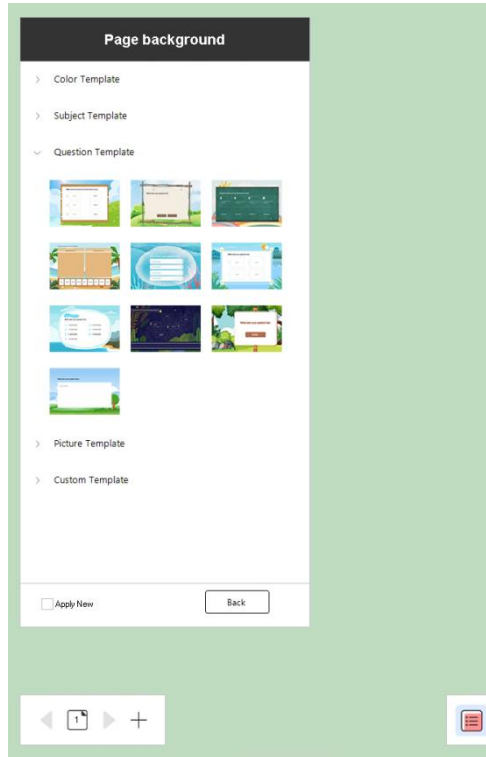 Page background
Color Template
Subject Template
Question Template
Picture Template
Custom Template
Apply New
Back
1